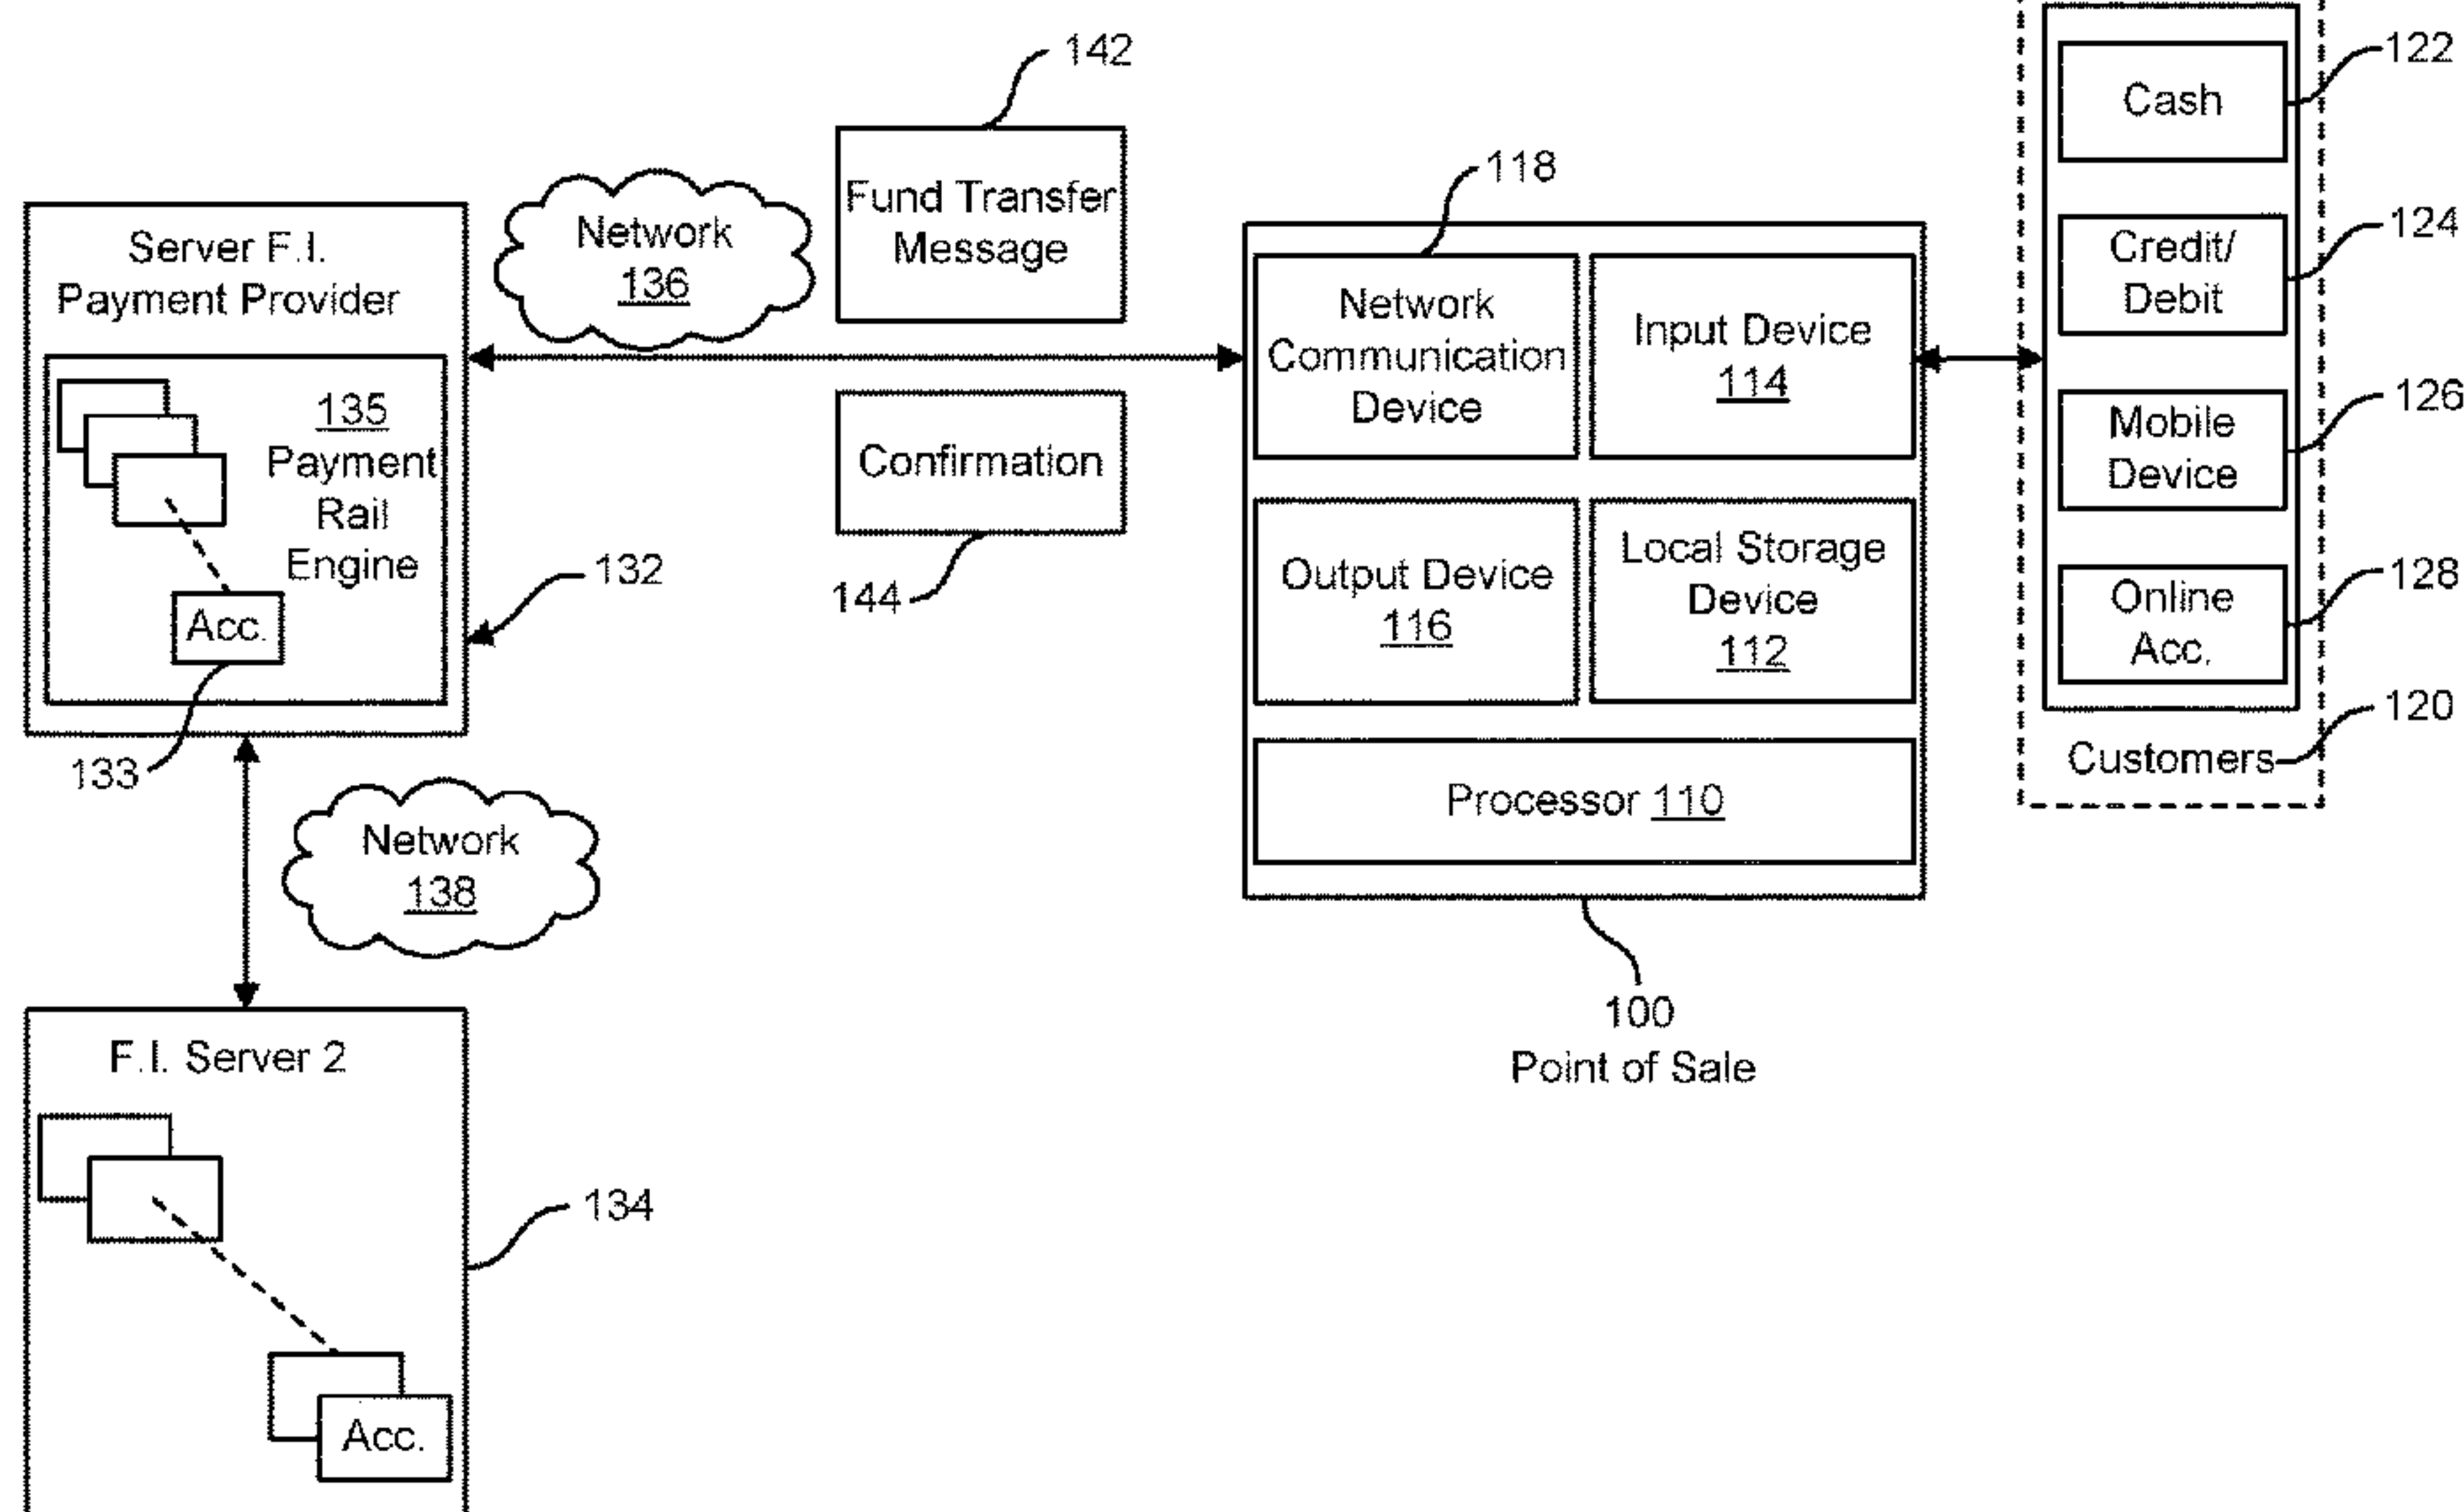 142
Fund Transfer
Message
Network
136
Server F.I.
Payment Provider
135
Payment
Rail
Engine
Acc.
132
133
Confirmation
144
118
Network
Communication
Device
Input Device
114
Output Device
116
Local Storage
Device
112
Processor 110
100
Point of Sale
Cash
122
Credit/
Debit
124
Mobile
Device
126
Online
Acc.
128
Customers
120
Network
138
F.I. Server 2
134
Acc.